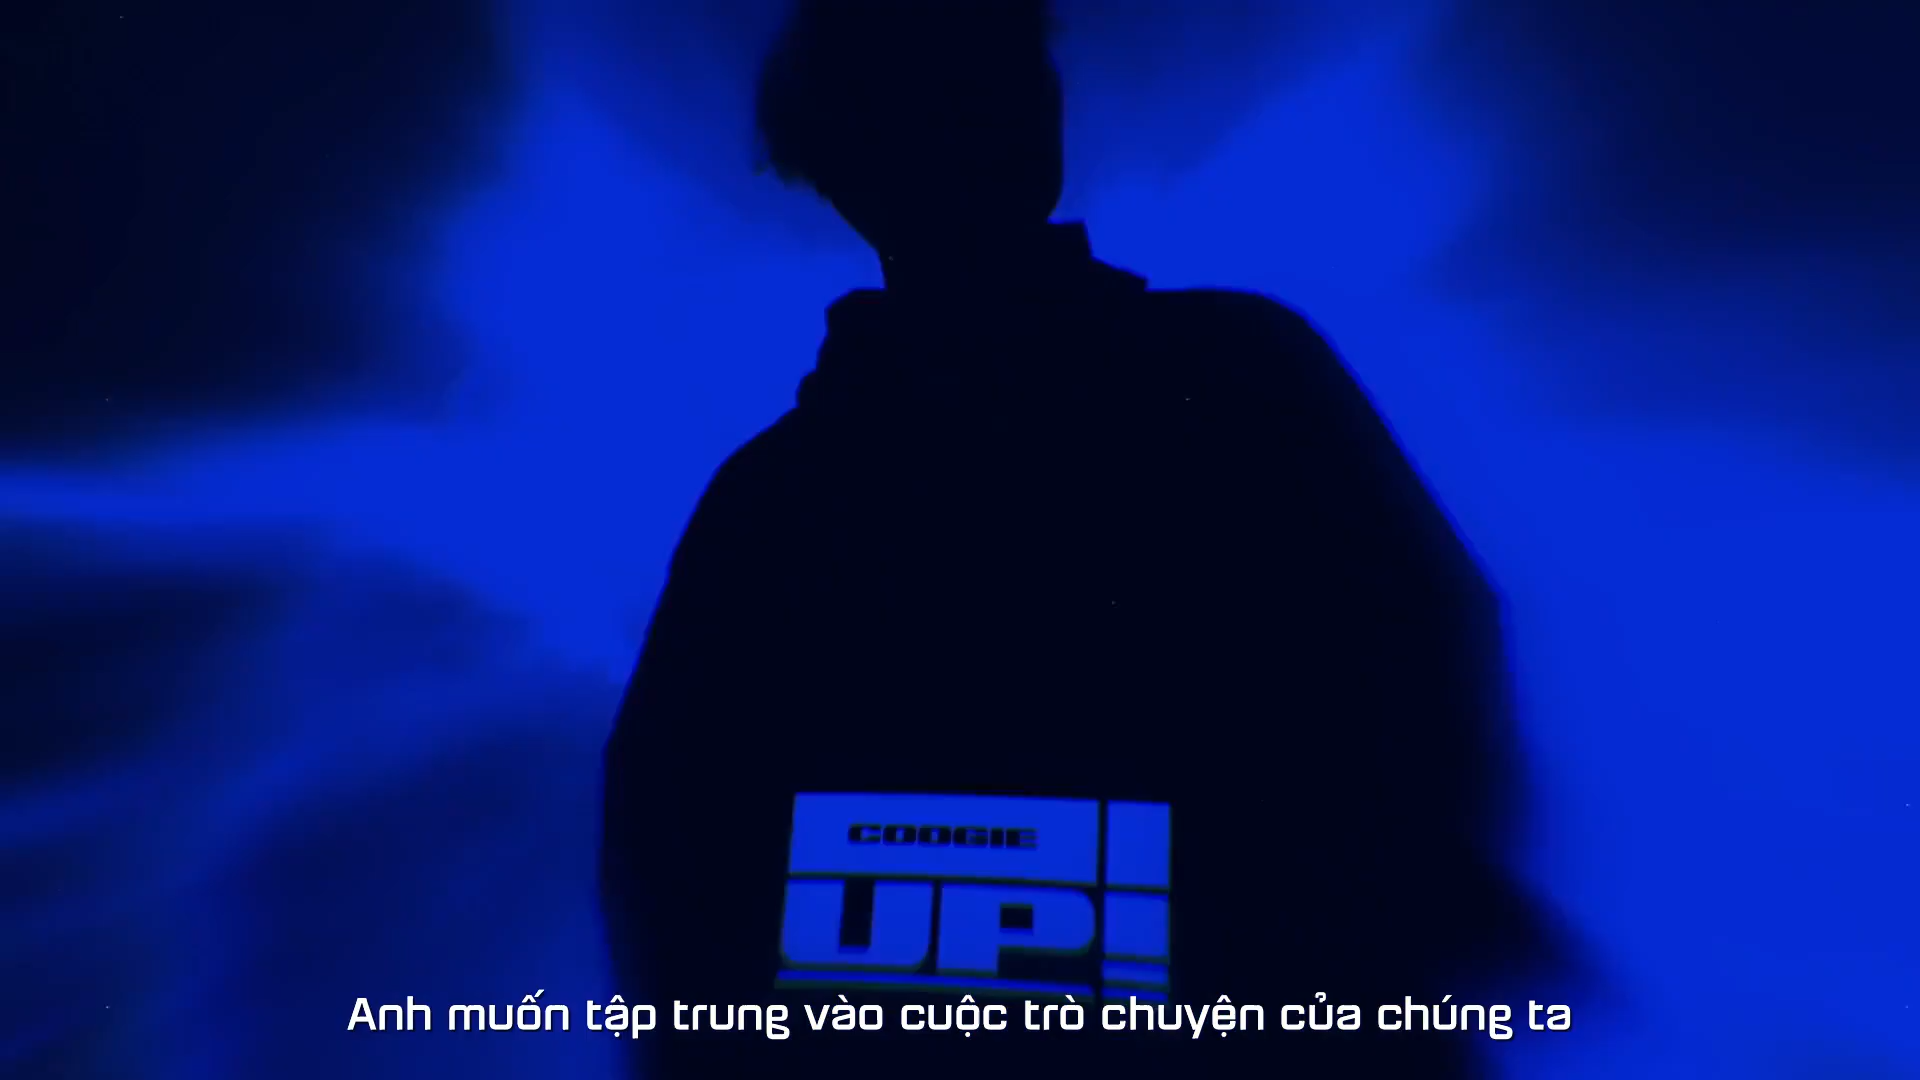 COOGIE
UP!
Anh muốn tập trung vào cuộc trò chuyện của chúng ta